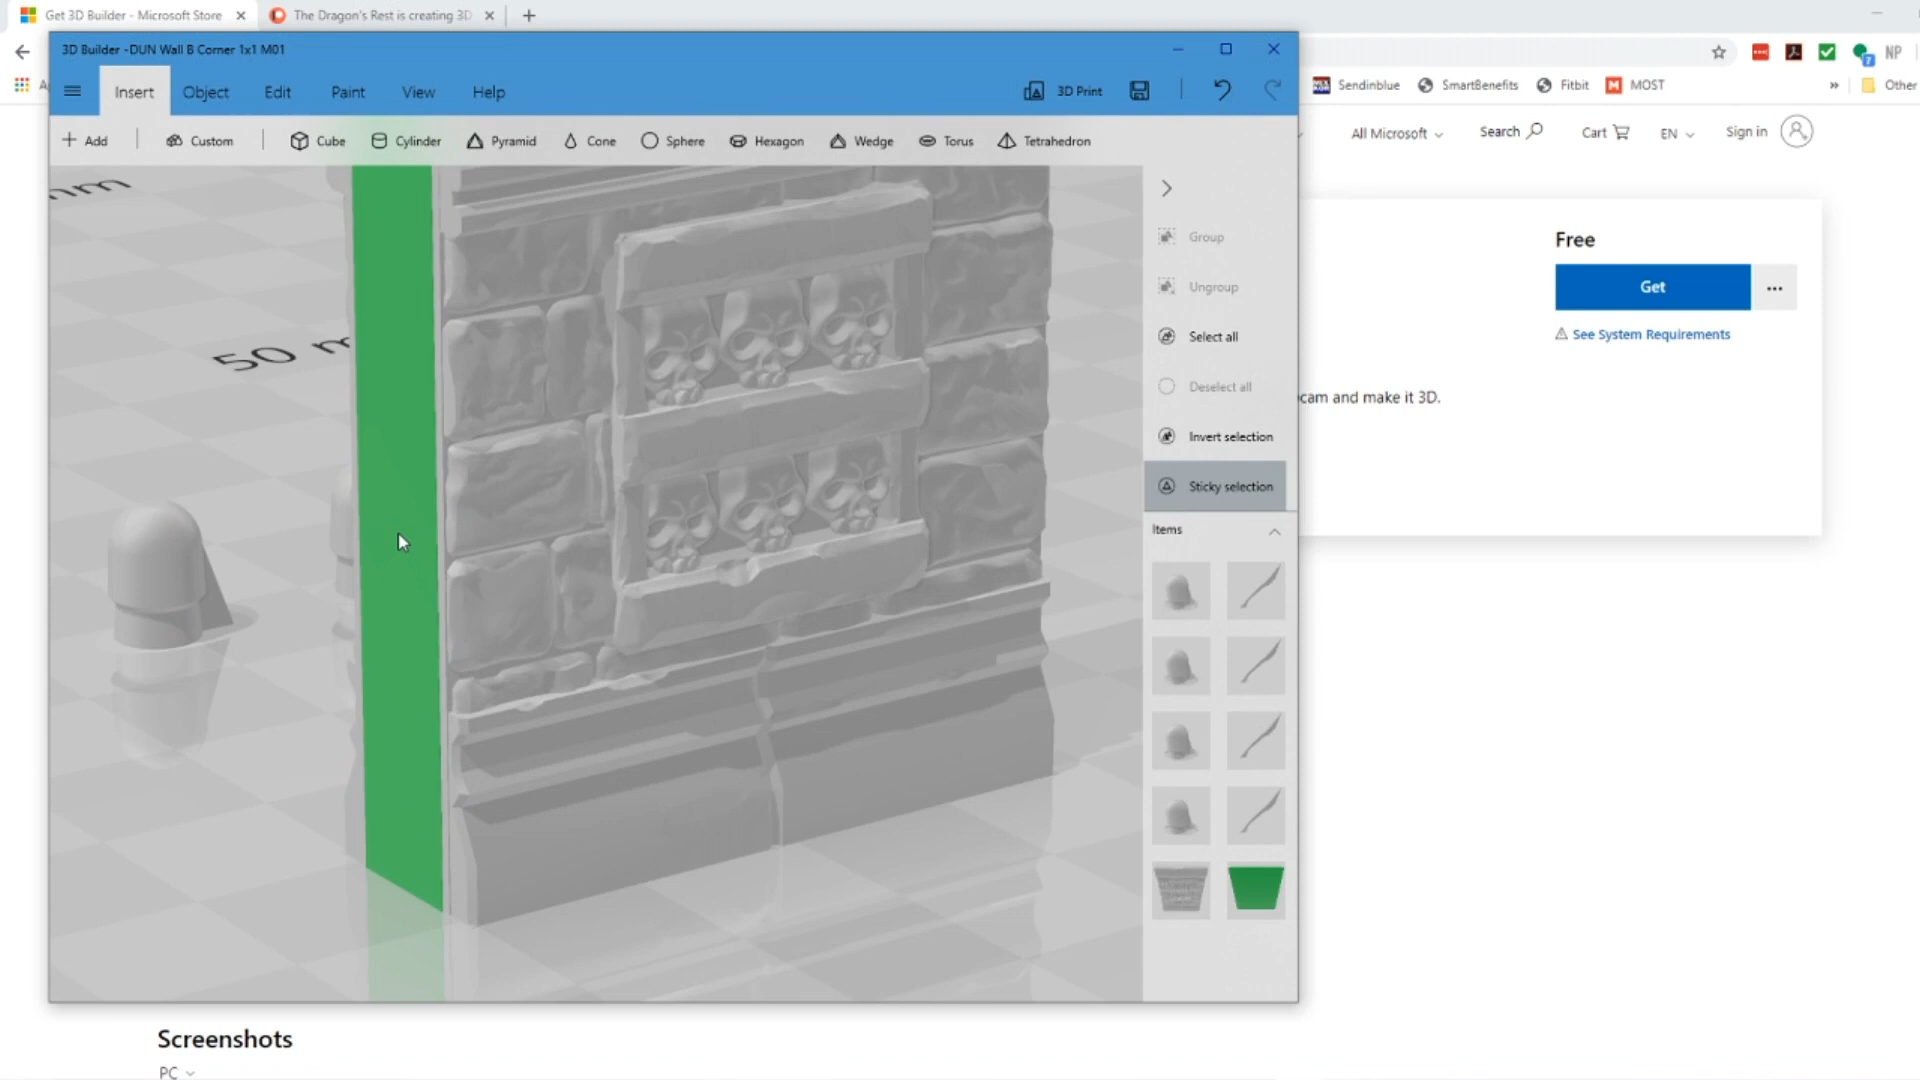 Get 3D Builder - Microsoft Store
The Dragon's Rest is creating 3D
NP
Sendinblue
SmartBenefits
Fitbit
MOST
Other
3D Builder -DUN Wall B Corner 1x1 M01
Insert
Object
Edit
Paint
View
Help
3D Print
Add
Custom
Cube
Cylinder
Pyramid
Cone
Sphere
Hexagon
Wedge
Torus
Tetrahedron
All Microsoft
Search
Cart
EN
Sign in
Group
Ungroup
Select all
Deselect all
Invert selection
Sticky selection
Items
Free
Get
See System Requirements
cam and make it 3D.
50 m
Screenshots
PC